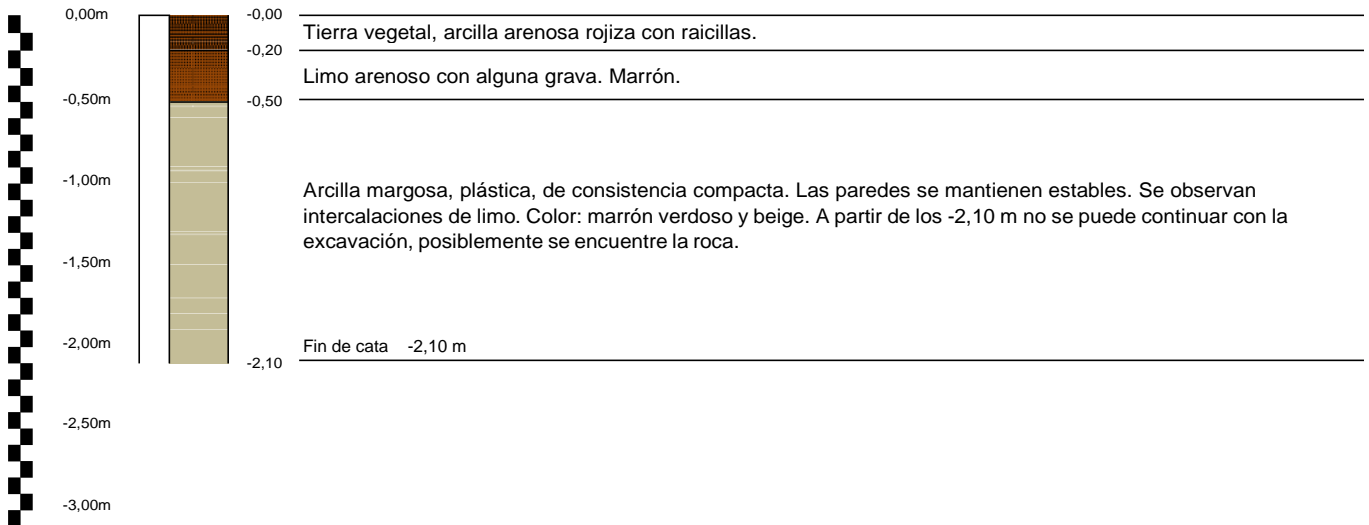 0,00m
-0,00
Tierra vegetal, arcilla arenosa rojiza con raicillas.
-0,20
Limo arenoso con alguna grava. Marrón.
-0,50m
-0,50
-1,00m
Arcilla margosa, plástica, de consistencia compacta. Las paredes se mantienen estables. Se observan
intercalaciones de limo. Color: marrón verdoso y beige. A partir de los -2,10 m no se puede continuar con la
excavación, posiblemente se encuentre la roca.
-1,50m
-2,00m
Fin de cata -2,10 m
-2,10
-2,50m
-3,00m